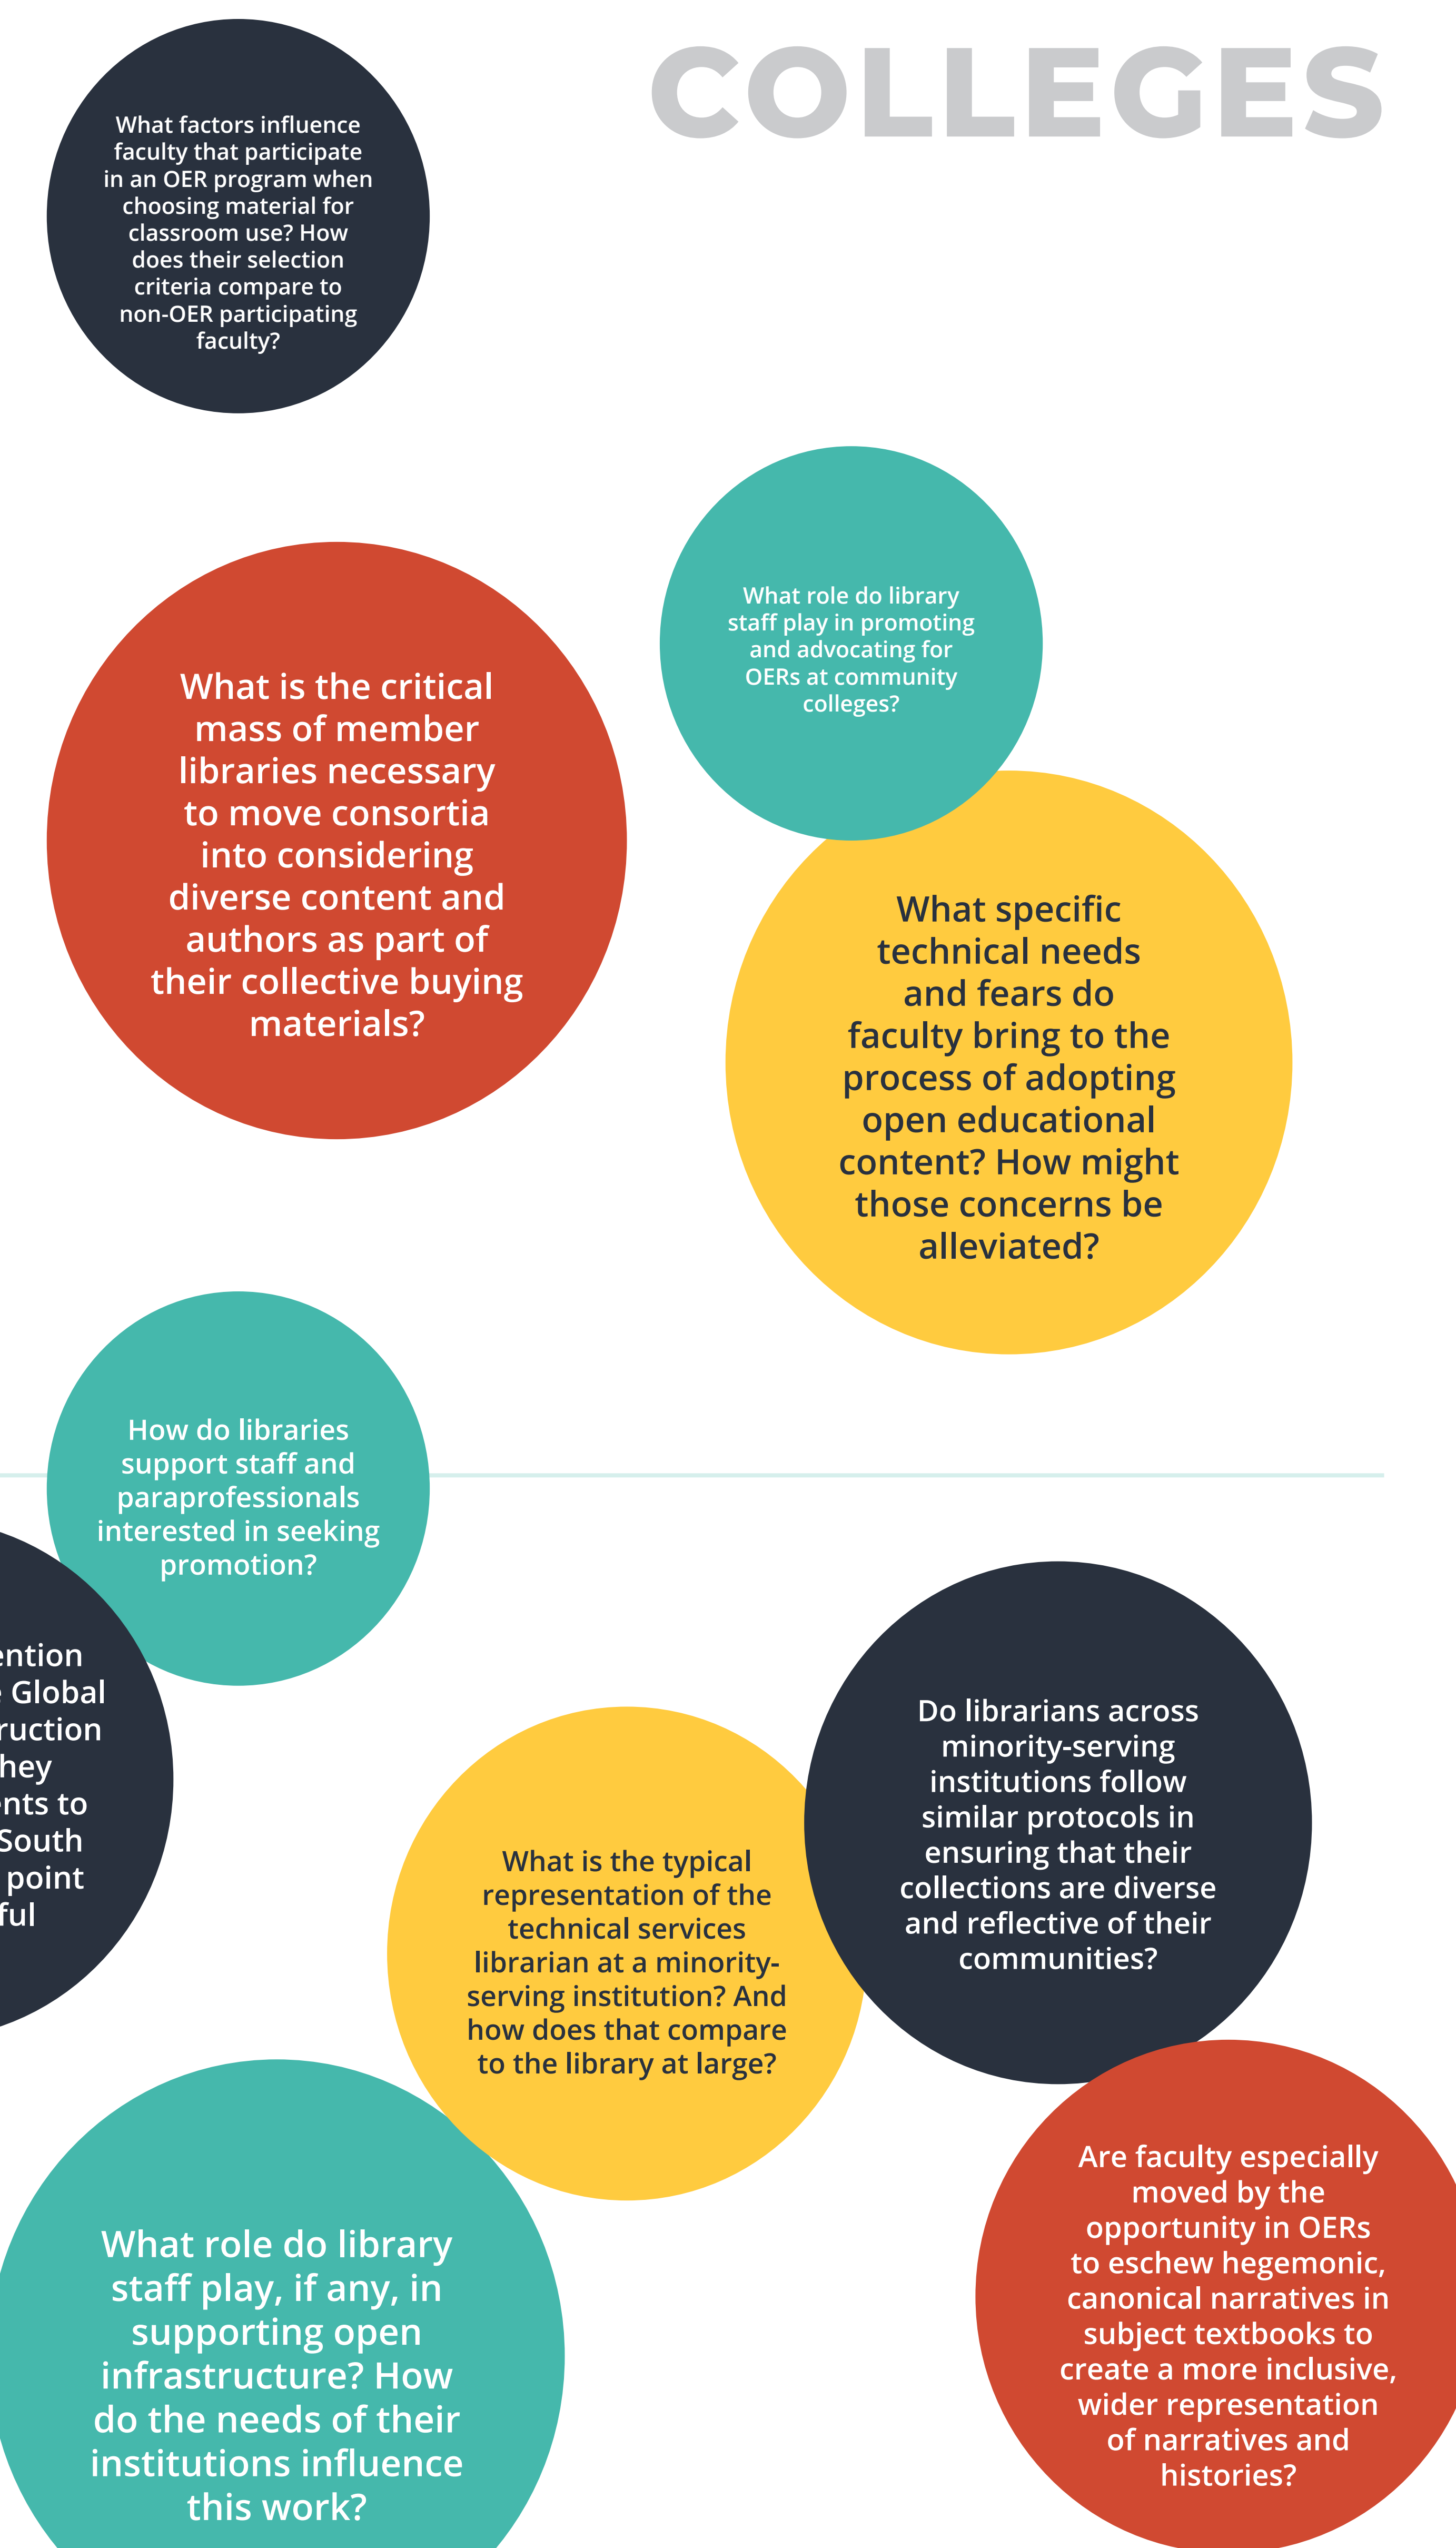 COLLEGES
What factors influence
faculty that participate
in an OER program when
choosing material for
classroom use? How
does their selection
criteria compare to
non-OER participating
faculty?
What role do library
staff play in promoting
and advocating for
OERs at community
colleges?
What is the critical
mass of member
libraries necessary
to move consortia
into considering
diverse content and
authors as part of
their collective buying
materials?
What specific
technical needs
and fears do
faculty bring to the
process of adopting
open educational
content? How might
those concerns be
alleviated?
How do libraries
support staff and
paraprofessionals
interested in seeking
promotion?
Global
to
South
point
Do librarians across
minority-serving
institutions follow
similar protocols in
ensuring that their
collections are diverse
and reflective of their
communities?
What is the typical
representation of the
technical services
librarian at a minority-
serving institution? And
how does that compare
to the library at large?
Are faculty especially
moved by the
opportunity in OERs
to eschew hegemonic,
canonical narratives in
subject textbooks to
create a more inclusive,
wider representation
of narratives and
histories?
What role do library
staff play, if any, in
supporting open
infrastructure? How
do the needs of their
institutions influence
this work?